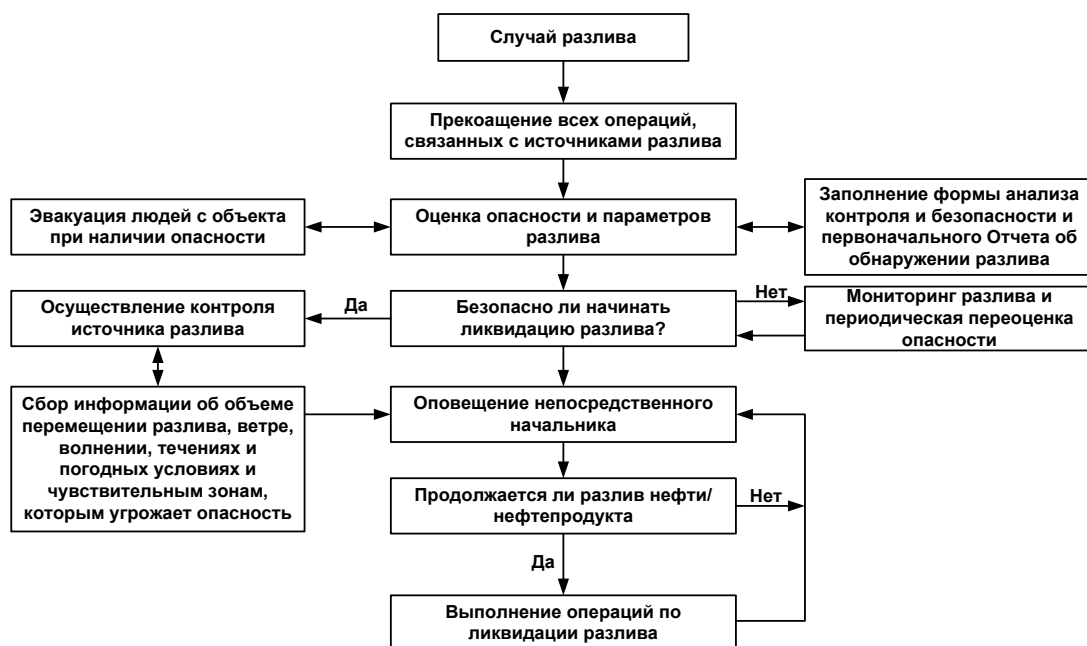 Случай разлива
Прекоащение всех операций,
связанных с источниками разлива
Эвакуация людей с объекта
при наличии опасности
Оценка опасности и параметров
разлива
Заполнение формы анализа
контроля и безопасности и
первоначального Отчета об
обнаружении разлива
Осуществление контроля
источника разлива
Да
Безопасно ли начинать
ликвидацию разлива?
Нет
Мониторинг разлива и
периодическая переоценка
опасности
Сбор информации об объеме
перемещении разлива, ветре,
волнении, течениях и
погодных условиях и
чувствительным зонам,
которым угрожает опасность
Оповещение непосредственного
начальника
Продолжается ли разлив нефти/
нефтепродукта
Нет
Да
Выполнение операций по
ликвидации разлива